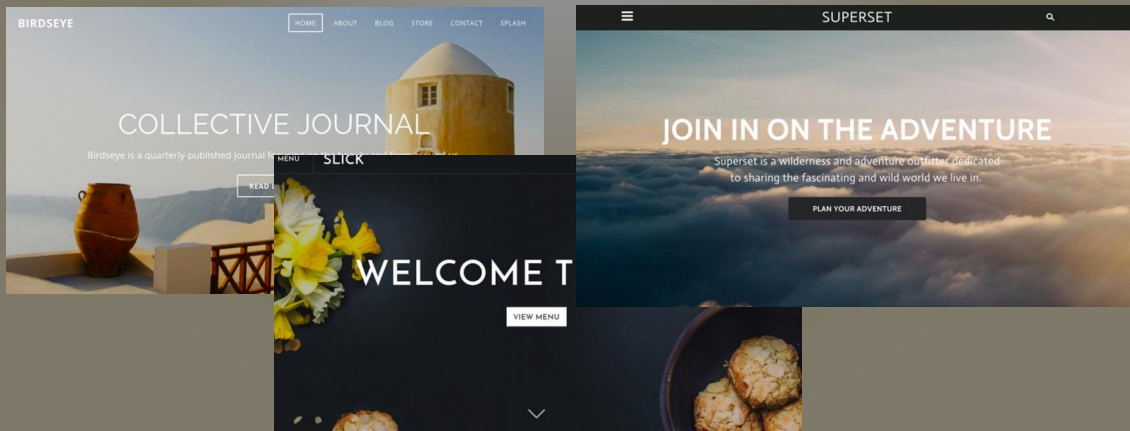 BIRDSEYE
HOME ABOUT BLOG STORE CONTACT SPLASH
COLLECTIVE JOURNAL
Birdseye is a quarterly-published journal
READ
MENU SLICK
WELCOME T
VIEW MENU
SUPERSET
JOIN IN ON THE ADVENTURE
Superset is a wilderness and adventure outfitter dedicated
to sharing the fascinating and wild world we live in.
PLAN YOUR ADVENTURE